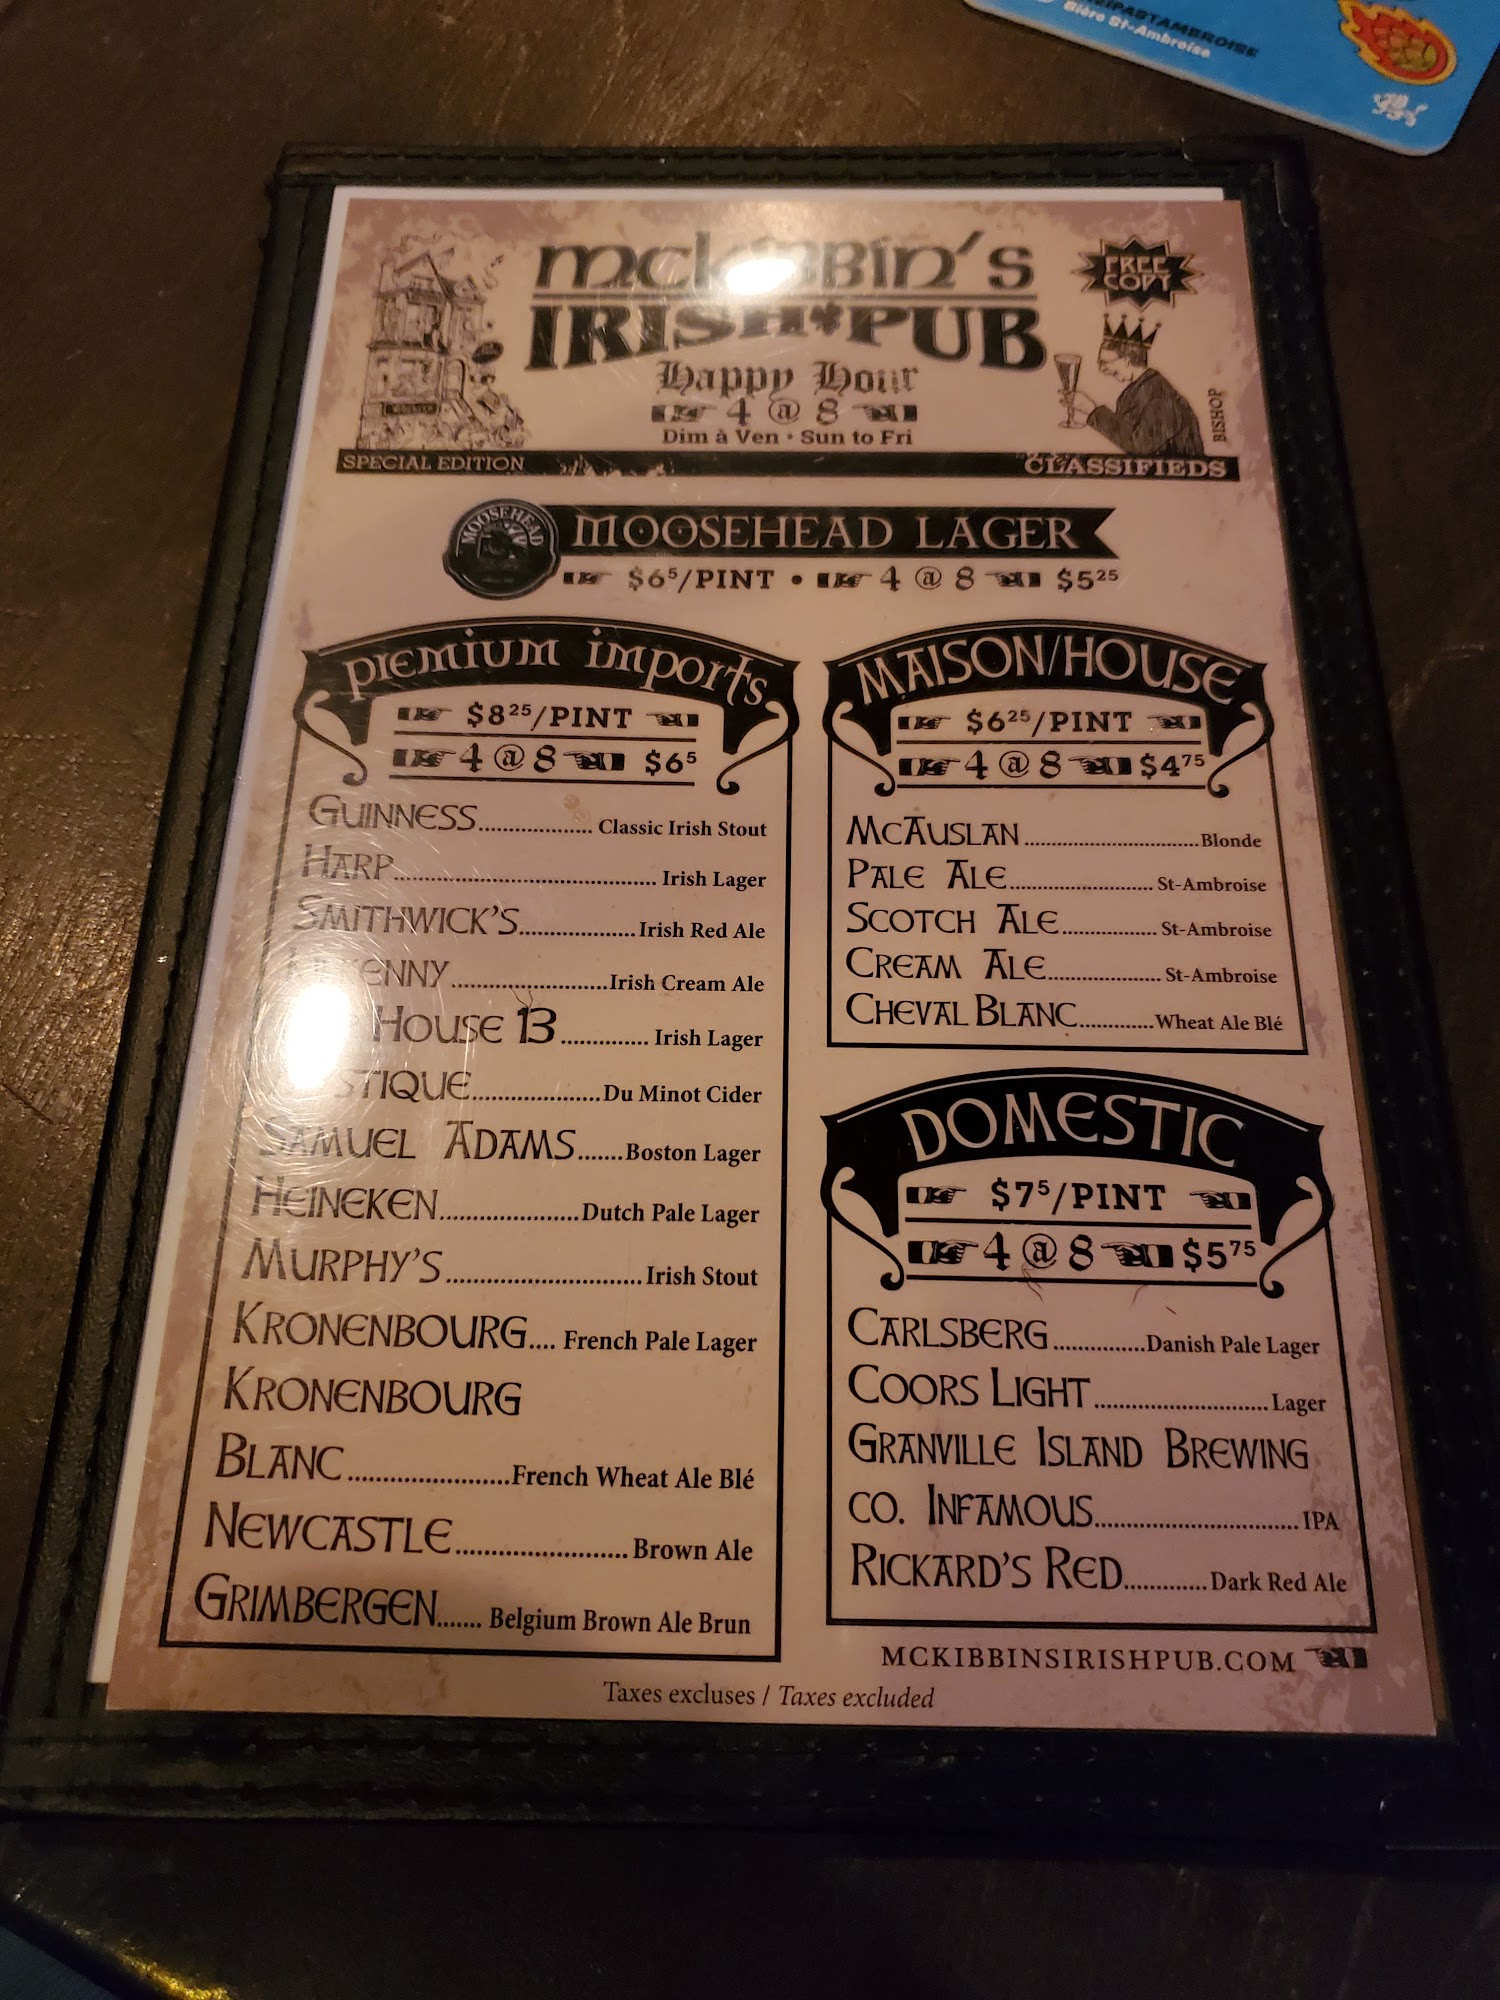 Bière St-Ambroise
McKibbin's
IRISH PUB
FREE
COPY
Happy Hour
4 @ 8
Dim à Ven • Sun to Fri
BISHOP
SPECIAL EDITION
CLASSIFIEDS
MOOSEHEAD
MOOSEHEAD LAGER
$6⁵/PINT • 4 @ 8 $5²⁵
Premium imports
$8²⁵/PINT
4 @ 8 $6⁵
GUINNESS................... Classic Irish Stout
HARP............................................ Irish Lager
SMITHWICK'S....................Irish Red Ale
..........................Irish Cream Ale
HOUSE 13............... Irish Lager
......................Du Minot Cider
SAMUEL ADAMS.......Boston Lager
HEINEKEN.......................Dutch Pale Lager
MURPHY'S................................. Irish Stout
KRONENBOURG.... French Pale Lager
KRONENBOURG
BLANC.......................French Wheat Ale Blé
NEWCASTLE......................... Brown Ale
GRIMBERGEN....... Belgium Brown Ale Brun
MAISON/HOUSE
$6²⁵/PINT
4 @ 8 $4⁷⁵
MCAUSLAN.................................Blonde
PALE ALE........................... St-Ambroise
SCOTCH ALE.................. St-Ambroise
CREAM ALE..................... St-Ambroise
CHEVAL BLANC..............Wheat Ale Blé
DOMESTIC
$7⁵/PINT
4 @ 8 $5⁷⁵
CARLSBERG...............Danish Pale Lager
COORS LIGHT............................. Lager
GRANVILLE ISLAND BREWING
CO. INFAMOUS................................. IPA
RICKARD'S RED.............Dark Red Ale
MCKIBBINSIRISHPUB.COM
Taxes excluses / Taxes excluded